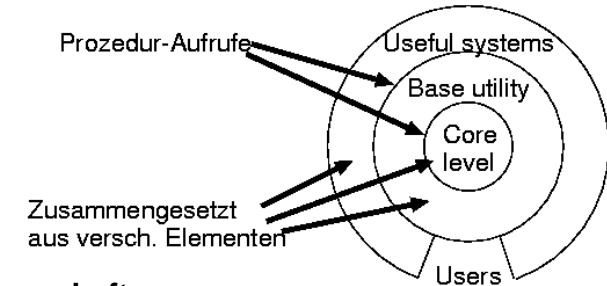 Prozedur-Aufrufe
Useful systems
Base utility
Core
level
Zusammengesetzt
aus versch. Elementen
Users